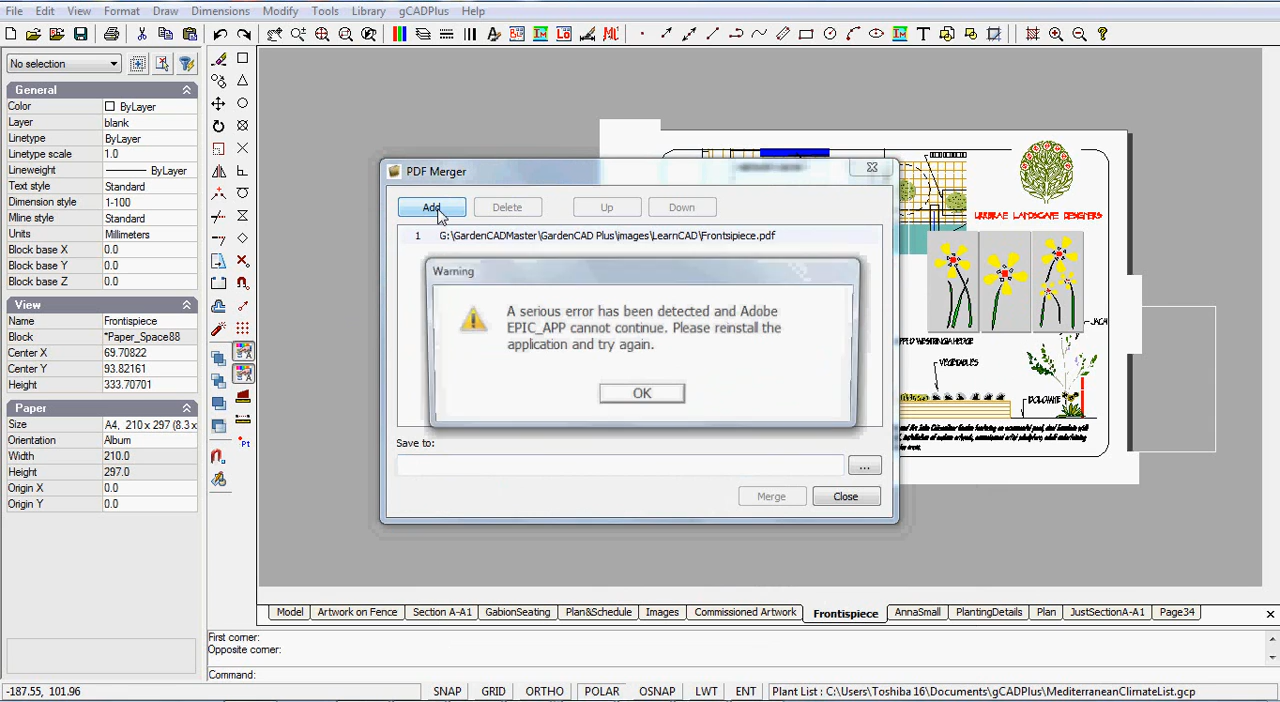 File Edit View Format Draw Dimensions Modify Tools Library gCADPlus Help
No selection
General
Color ByLayer
Layer blank
Linetype ByLayer
Linetype scale 1.0
Lineweight ByLayer
Text style Standard
Dimension style 1-100
Mline style Standard
Units Millimeters
Block base X 0.0
Block base Y 0.0
Block base Z 0.0
View
Name Frontispiece
Block *Paper_Space88
Center X 69.70822
Center Y 93.82161
Height 333.70701
Paper
Size A4, 210 x 297 (8.3 x
Orientation Album
Width 210.0
Height 297.0
Origin X 0.0
Origin Y 0.0
PDF Merger
Add Delete Up Down
1 G:\GardenCADMaster\GardenCAD Plus\images\LearnCAD\Frontsipiece.pdf
Warning
A serious error has been detected and Adobe
EPIC_APP cannot continue. Please reinstall the
application and try again.
OK
Save to:
...
Merge Close
LANDSCAPE DESIGNERS
VEGETABLES
Model Artwork on Fence Section A-A1 GabionSeating Plan&Schedule Images Commissioned Artwork Frontispiece AnnaSmall PlantingDetails Plan JustSectionA-A1 Page34
First corner:
Opposite corner:
Command:
-187.55, 101.96 SNAP GRID ORTHO POLAR OSNAP LWT ENT Plant List : C:\Users\Toshiba 16\Documents\gCADPlus\MediterraneanClimateList.gcp